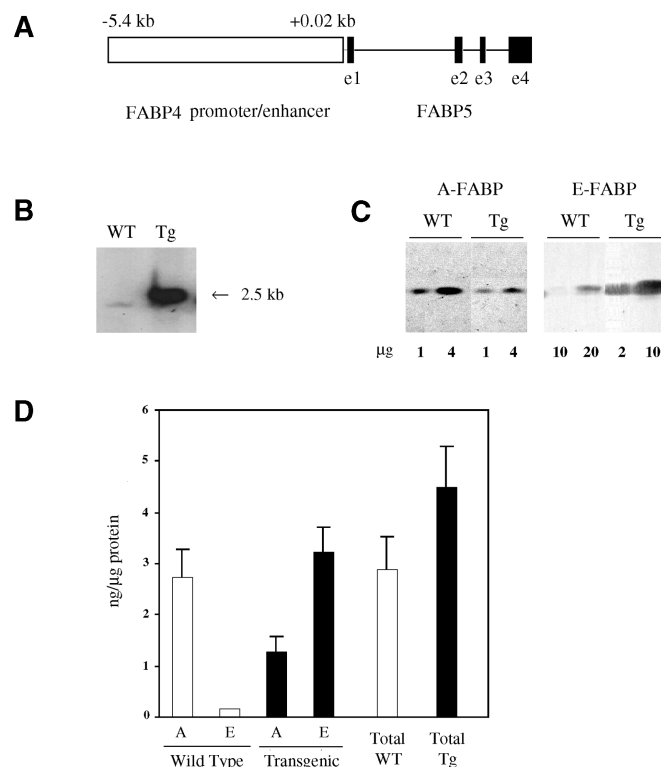 A
-5.4 kb +0.02 kb
e1 e2 e3 e4
FABP4 promoter/enhancer FABP5
B
WT Tg
← 2.5 kb
C
A-FABP E-FABP
WT Tg WT Tg
µg 1 4 1 4 10 20 2 10
D
6
5
4
3
2
1
0
ng/µg protein
A E A E
Wild Type Transgenic
Total WT
Total Tg